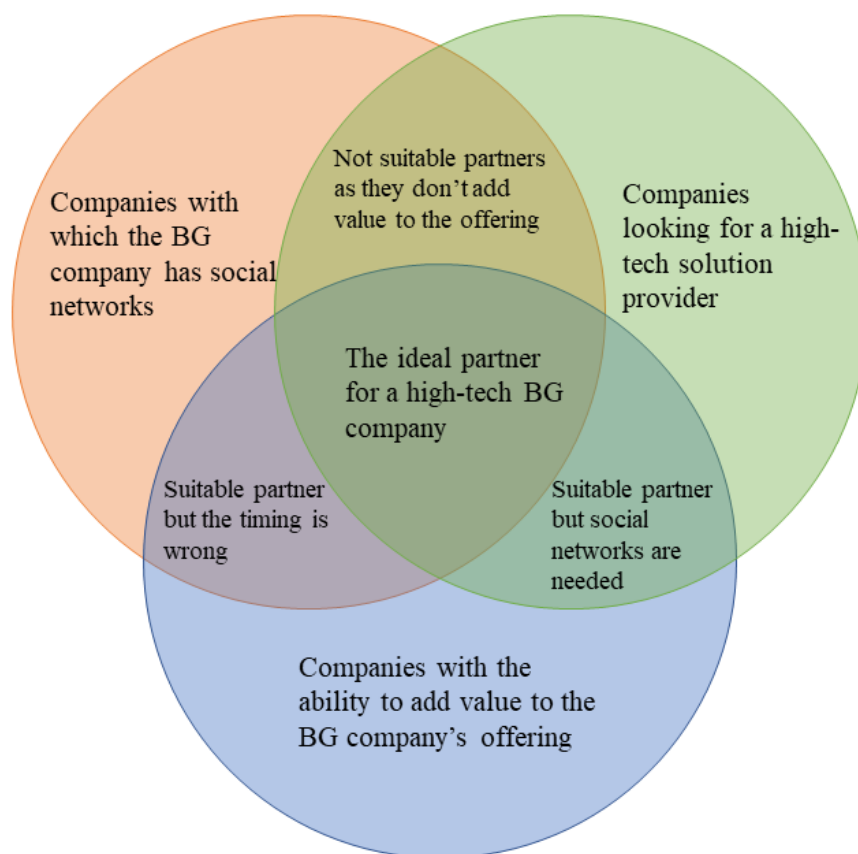 Not suitable partners
as they don’t add
value to the offering
Companies with
which the BG
company has social
networks
Companies
looking for a high-
tech solution
provider
The ideal partner
for a high-tech BG
company
Suitable partner
but the timing is
wrong
Suitable partner
but social
networks are
needed
Companies with the
ability to add value to the
BG company’s offering